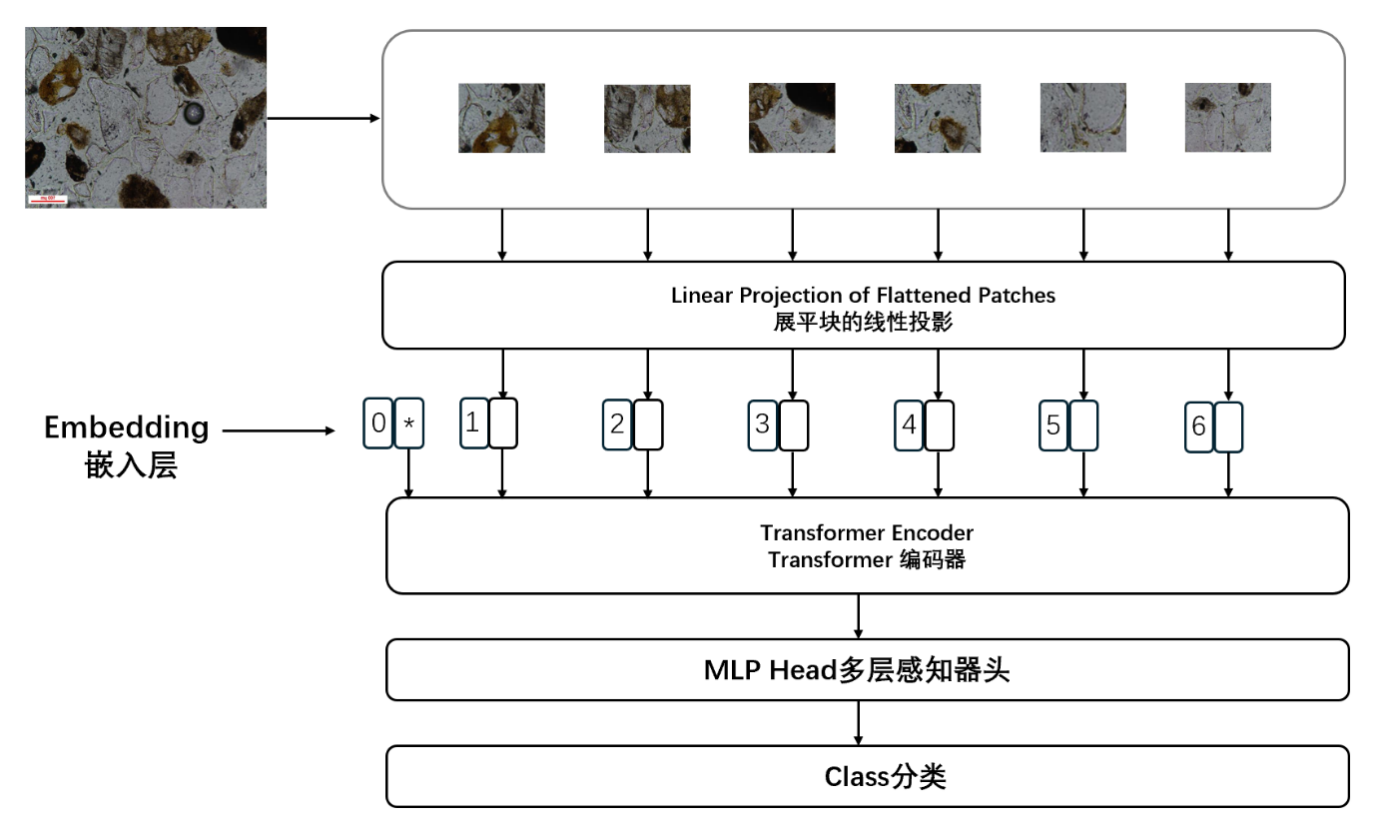 Linear Projection of Flattened Patches
展平块的线性投影
Embedding
嵌入层
0 * 1 2 3 4 5 6
Transformer Encoder
Transformer 编码器
MLP Head多层感知器头
Class分类